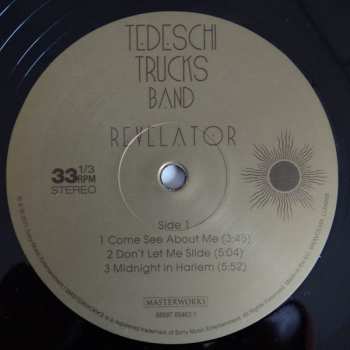 TEDESCHI
TRUCKS
BAND
REVELATOR
33 1/3
RPM
STEREO
Side 1
1 Come See About Me (3:45)
2 Don't Let Me Slide (5:04)
3 Midnight in Harlem (5:52)
MASTERWORKS